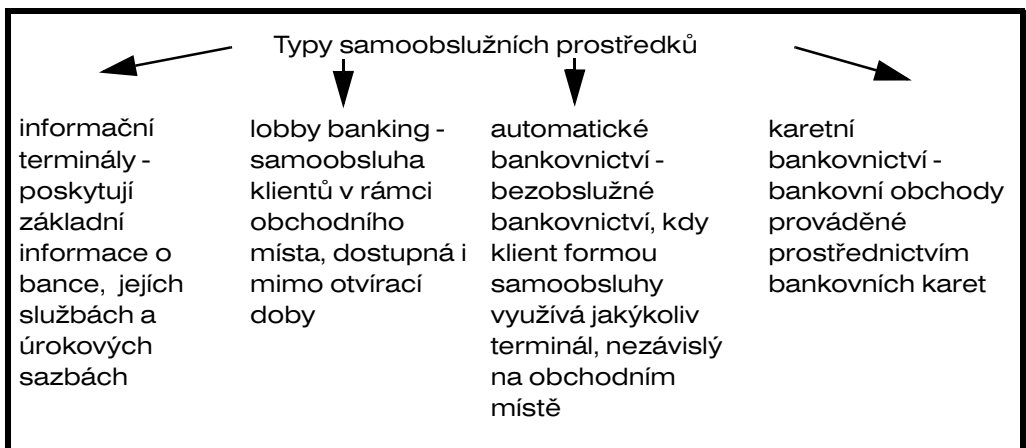 Typy samoobslužních prostředků
informační
terminály -
poskytují
základní
informace o
bance,  jejích
službách a
úrokových
sazbách
lobby banking -
samoobsluha
klientů v rámci
obchodního
místa, dostupná i
mimo otvírací
doby
automatické
bankovnictví -
bezobslužné
bankovnictví, kdy
klient formou
samoobsluhy
využívá jakýkoliv
terminál, nezávislý
na obchodním
místě
karetní
bankovnictví -
bankovní obchody
prováděné
prostřednictvím
bankovních karet